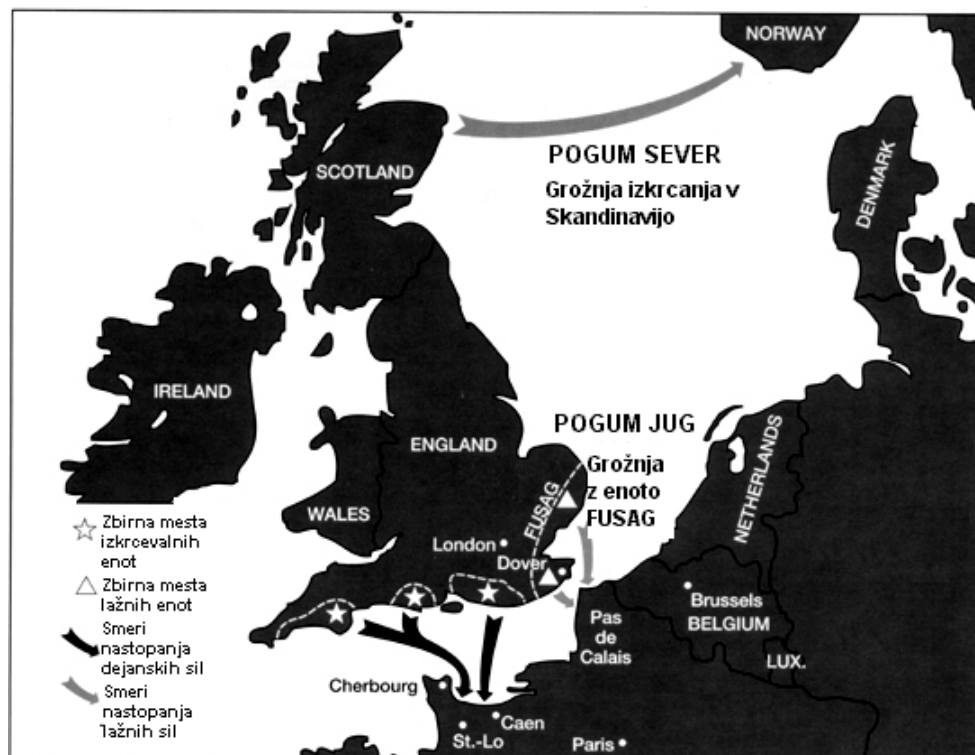 NORWAY
POGUM SEVER
Grožnja izkrcanja v
Skandinavijo
SCOTLAND
DENMARK
IRELAND
ENGLAND
POGUM JUG
Grožnja
z enoto
FUSAG
FUSAG
NETHERLANDS
WALES
London
Dover
Brussels
BELGIUM
Pas
de
Calais
LUX.
Zbirna mesta
izkrcevalnih
enot
Zbirna mesta
lažnih enot
Smeri
nastopanja
dejanskih sil
Smeri
nastopanja
lažnih sil
Cherbourg
Caen
St.-Lo
Paris